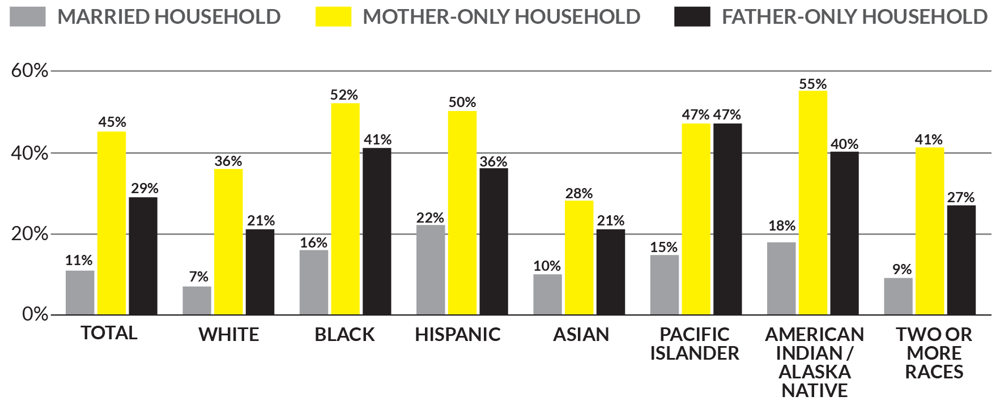 MARRIED HOUSEHOLD
MOTHER-ONLY HOUSEHOLD
FATHER-ONLY HOUSEHOLD
60%
40%
20%
0%
11%
45%
29%
7%
36%
21%
16%
52%
41%
22%
50%
36%
10%
28%
21%
15%
47%
47%
18%
55%
40%
9%
41%
27%
TOTAL
WHITE
BLACK
HISPANIC
ASIAN
PACIFIC
ISLANDER
AMERICAN
INDIAN /
ALASKA
NATIVE
TWO OR
MORE
RACES